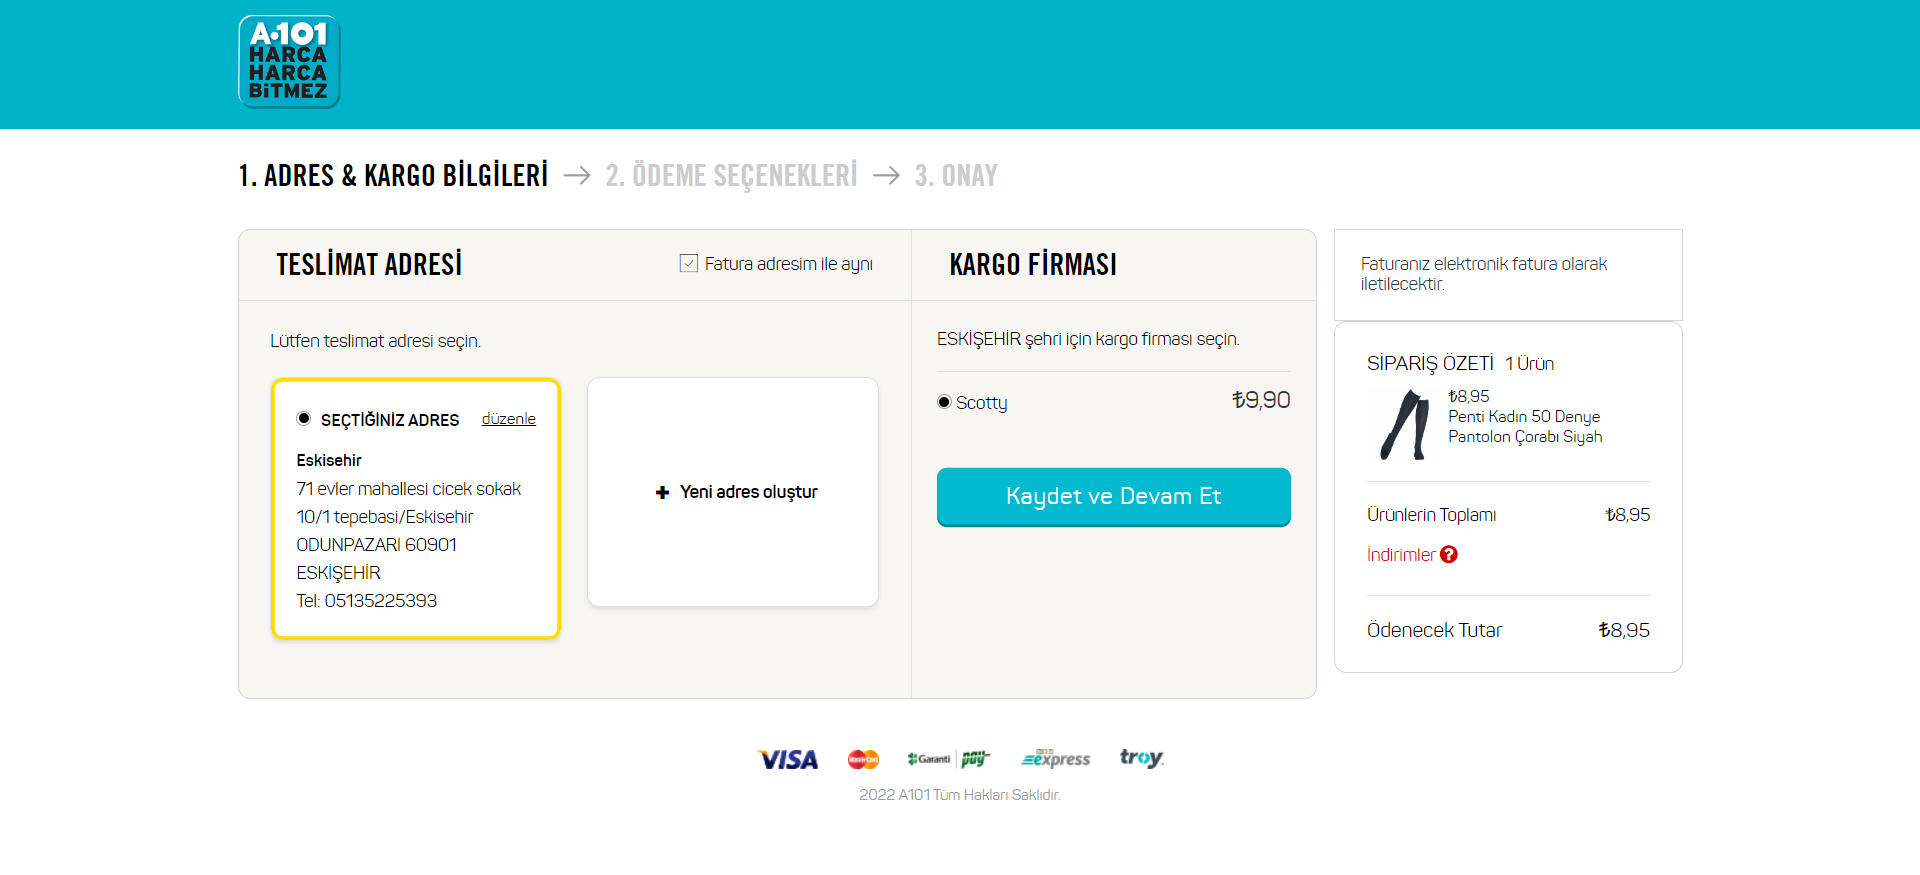 A·101
HARCA
HARCA
BiTMEZ
1. ADRES & KARGO BİLGİLERİ → 2. ÖDEME SEÇENEKLERİ → 3. ONAY
TESLİMAT ADRESİ
Fatura adresim ile aynı
Lütfen teslimat adresi seçin.
SEÇTİĞİNİZ ADRES düzenle
Eskisehir
71 evler mahallesi cicek sokak
10/1 tepebasi/Eskisehir
ODUNPAZARI 60901
ESKİŞEHİR
Tel: 05135225393
+ Yeni adres oluştur
KARGO FİRMASI
ESKİŞEHİR şehri için kargo firması seçin.
Scotty ₺9,90
Kaydet ve Devam Et
Faturanız elektronik fatura olarak
iletilecektir.
SİPARİŞ ÖZETİ 1 Ürün
₺8,95
Penti Kadın 50 Denye
Pantolon Çorabı Siyah
Ürünlerin Toplamı ₺8,95
İndirimler ?
Ödenecek Tutar ₺8,95
VISA MasterCard Garanti pay express troy
2022 A101 Tüm Hakları Saklıdır.